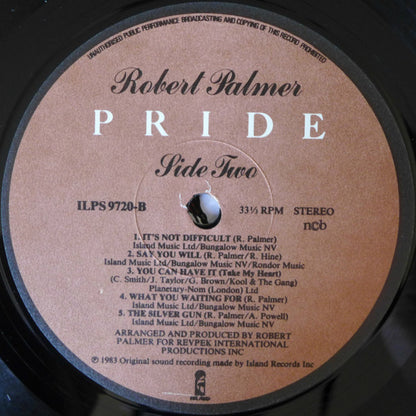 UNAUTHORISED PUBLIC PERFORMANCE BROADCASTING AND COPYING OF THIS RECORD PROHIBITED
Robert Palmer
PRIDE
Side Two
ILPS 9720-B 33⅓ RPM STEREO
ncb
1. IT'S NOT DIFFICULT (R. Palmer)
Island Music Ltd/Bungalow Music NV
2. SAY YOU WILL (R. Palmer/R. Hine)
Island Music Ltd/Bungalow Music NV/Rondor Music
3. YOU CAN HAVE IT (Take My Heart)
(C. Smith/J. Taylor/G. Brown/Kool & The Gang)
Planetary-Nom (London) Ltd
4. WHAT YOU WAITING FOR (R. Palmer)
Island Music Ltd/Bungalow Music NV
5. THE SILVER GUN (R. Palmer/A. Powell)
Island Music Ltd/Bungalow Music NV
ARRANGED AND PRODUCED BY ROBERT
PALMER FOR REVPEK INTERNATIONAL
PRODUCTIONS INC
℗ 1983 Original sound recording made by Island Records Inc
ISLAND